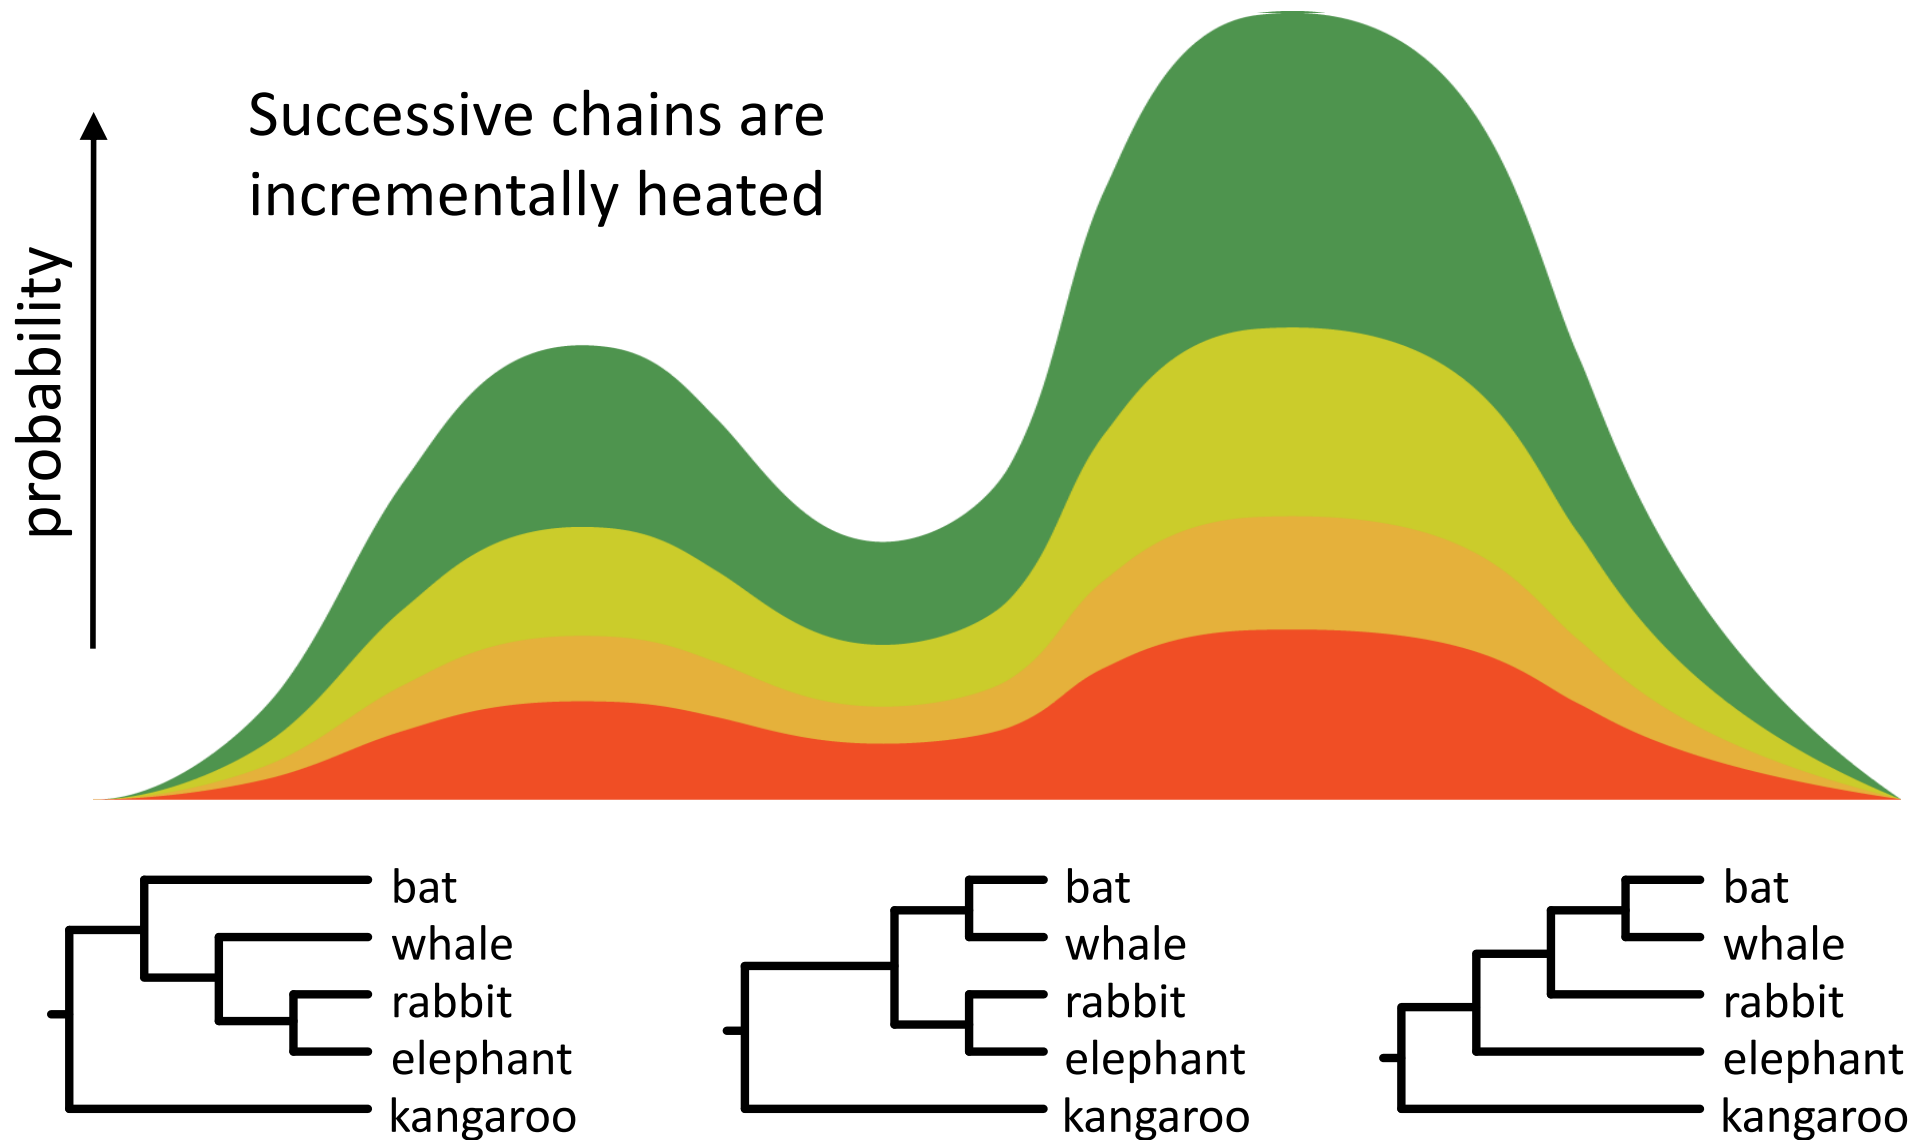 Successive chains are
incrementally heated
probability
bat
whale
rabbit
elephant
kangaroo
bat
whale
rabbit
elephant
kangaroo
bat
whale
rabbit
elephant
kangaroo